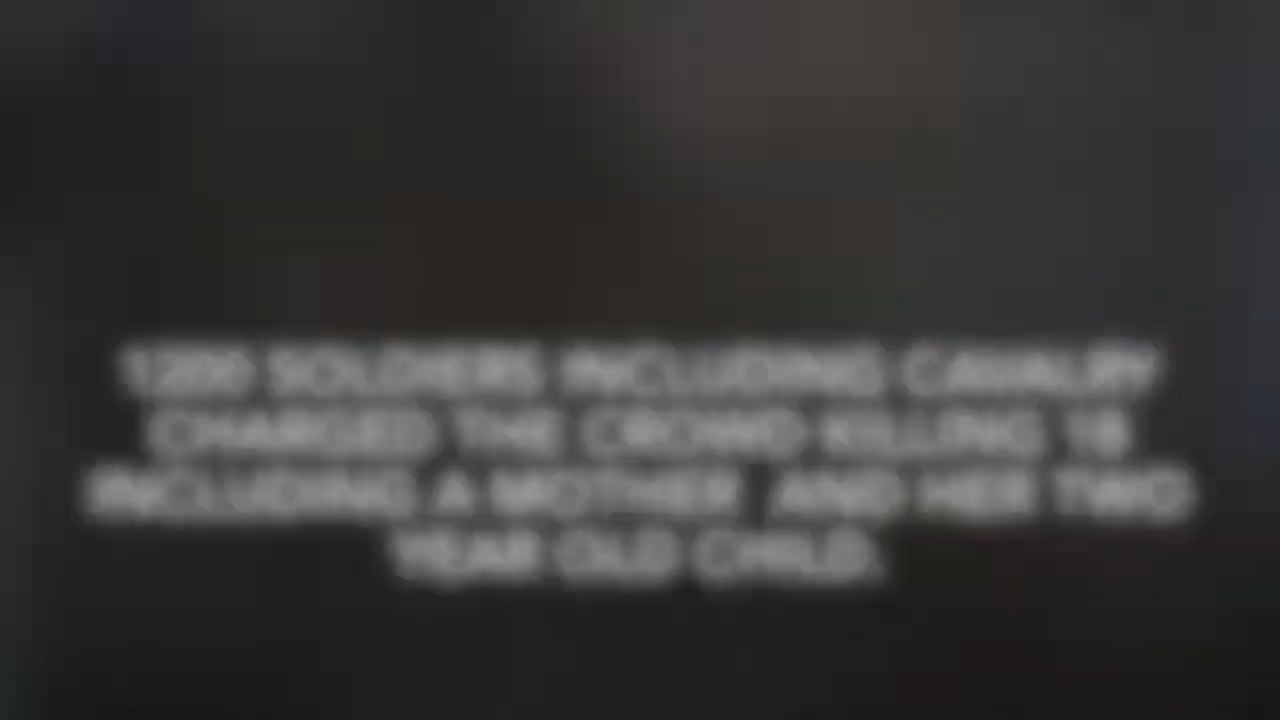 1200 SOLDIERS INCLUDING CAVALRY
CHARGED THE CROWD KILLING 18
INCLUDING A MOTHER AND HER TWO
YEAR OLD CHILD.